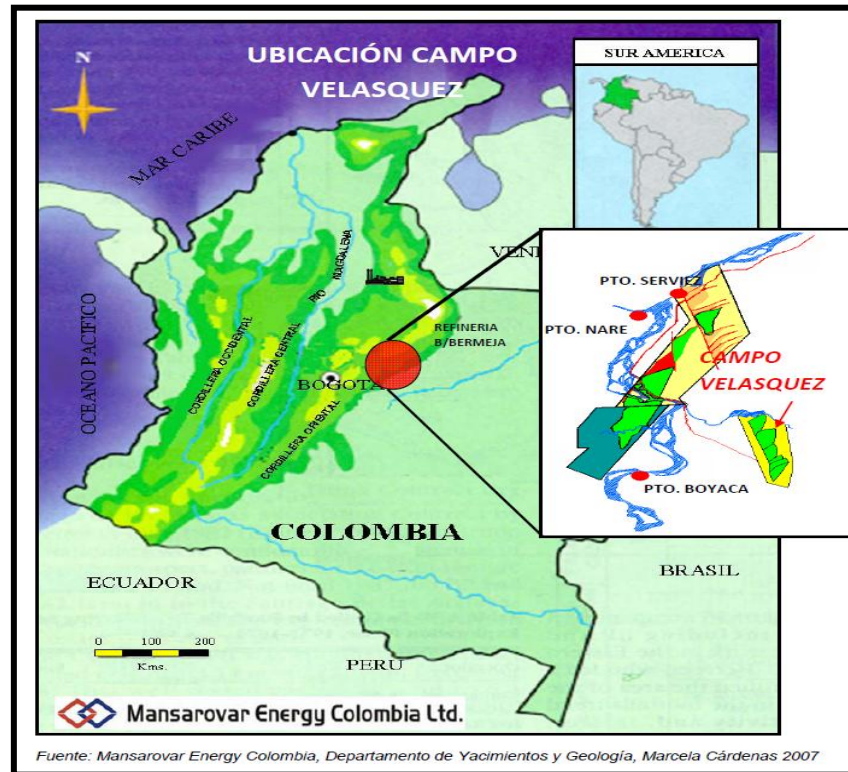 UBICACIÓN CAMPO
VELASQUEZ
N
SUR AMERICA
MAR CARIBE
OCEANO PACIFICO
CORDILLERA OCCIDENTAL
CORDILLERA CENTRAL
RIO MAGDALENA
CORDILLERA ORIENTAL
REFINERIA
B/BERMEJA
BOGOTA
PTO. SERVIEZ
PTO. NARE
CAMPO
VELASQUEZ
PTO. BOYACA
COLOMBIA
ECUADOR
BRASIL
PERU
0 100 200
Kms.
Mansarovar Energy Colombia Ltd.
Fuente: Mansarovar Energy Colombia, Departamento de Yacimientos y Geología, Marcela Cárdenas 2007